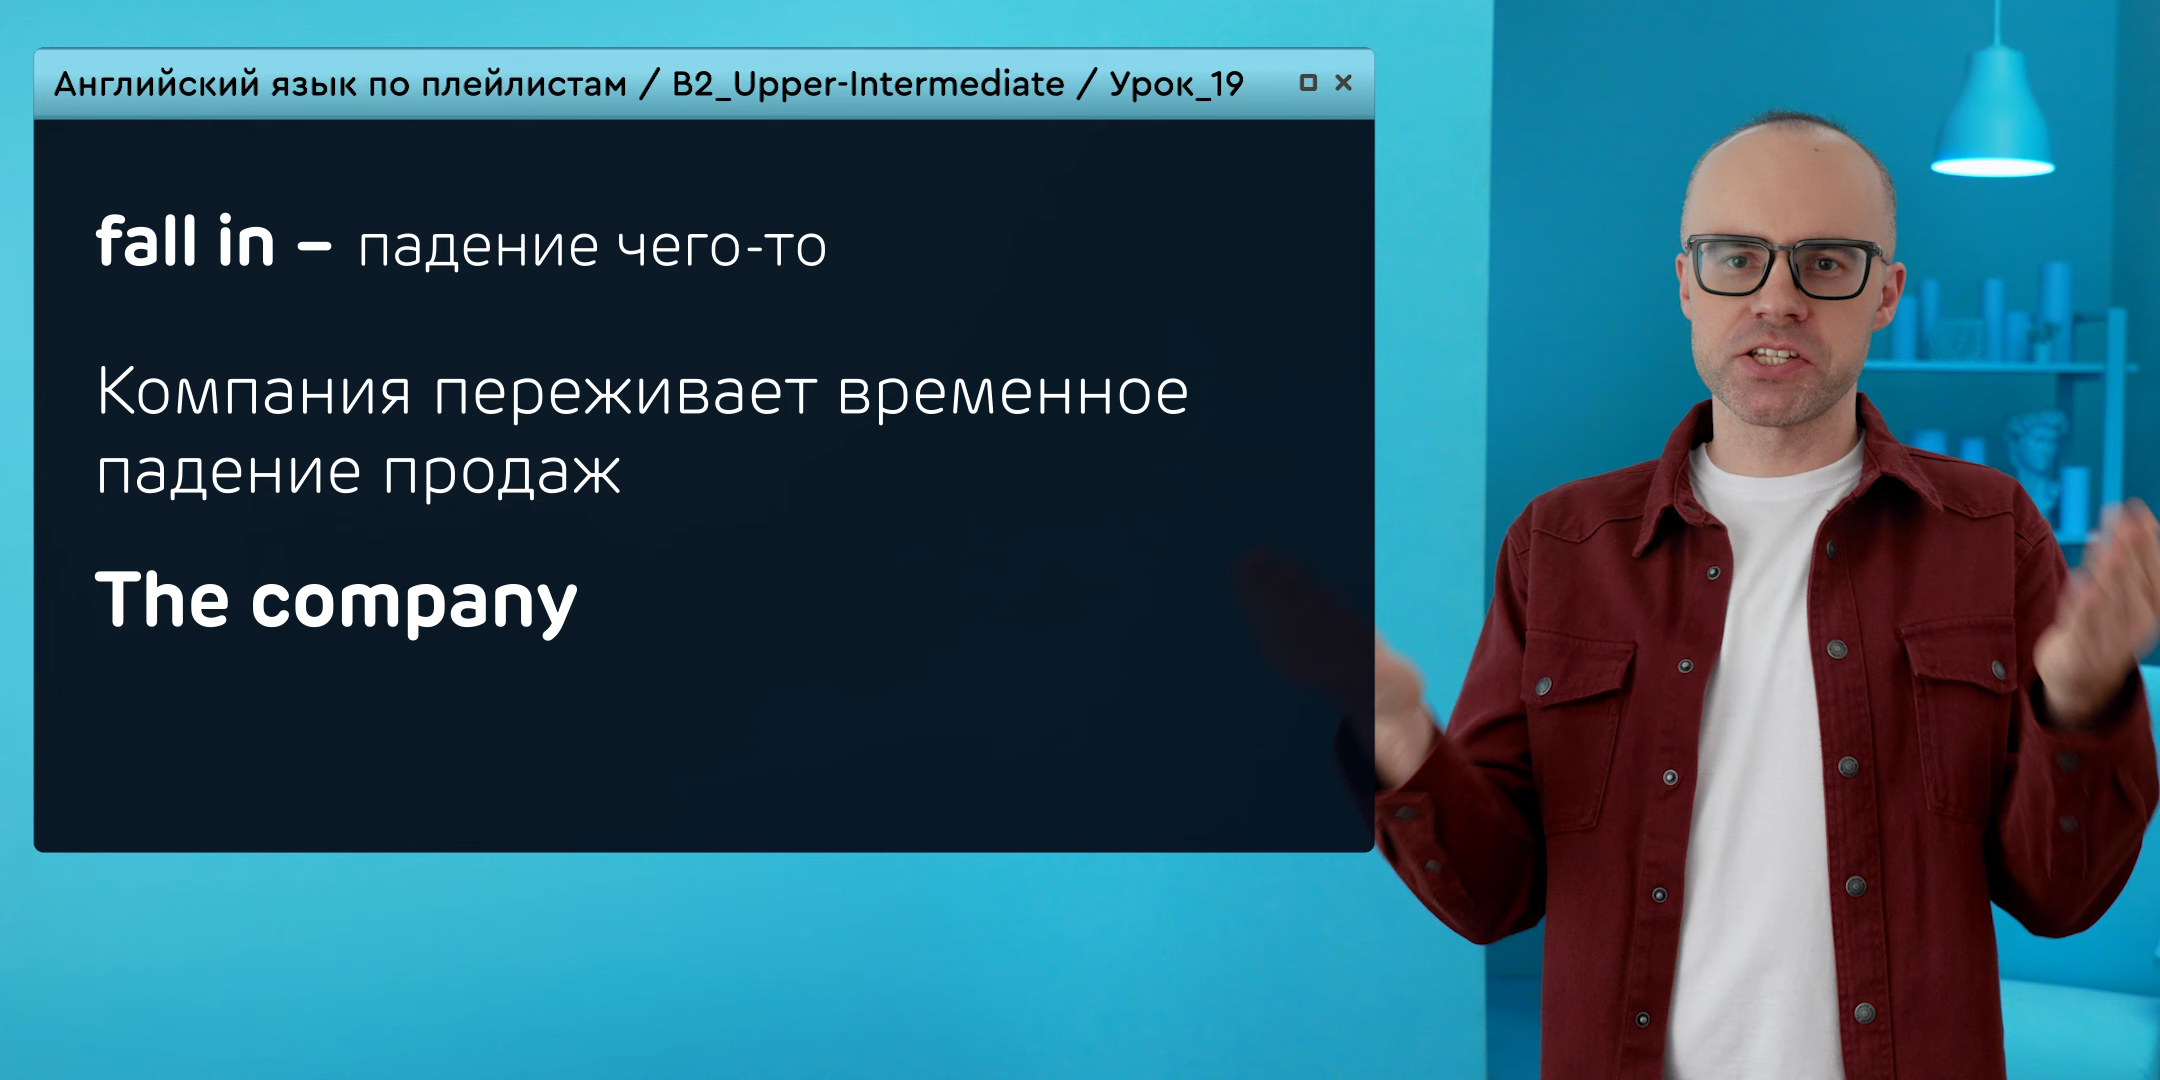 Английский язык по плейлистам / B2_Upper-Intermediate / Урок_19
fall in – падение чего-то
Компания переживает временное
падение продаж
The company